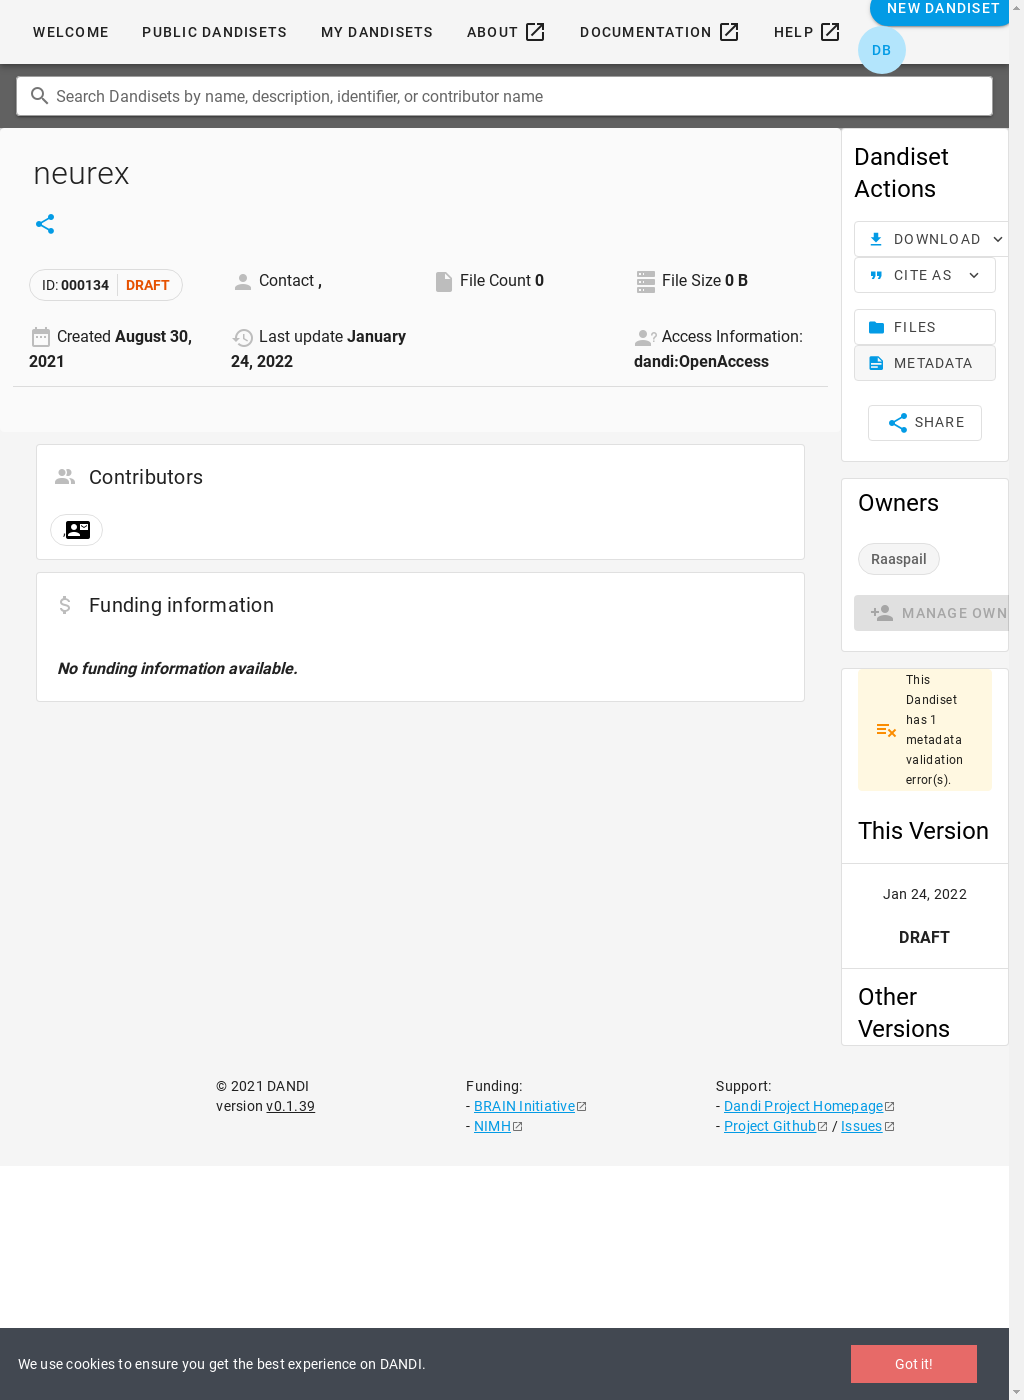 WELCOME PUBLIC DANDISETS MY DANDISETS ABOUT DOCUMENTATION HELP NEW DANDISET
DB
Search Dandisets by name, description, identifier, or contributor name
neurex
ID: 000134 DRAFT
Contact ,
File Count 0
File Size 0 B
Created August 30,
2021
Last update January
24, 2022
Access Information:
dandi:OpenAccess
Contributors
,
Funding information
No funding information available.
Dandiset
Actions
DOWNLOAD
CITE AS
FILES
METADATA
SHARE
Owners
Raaspail
MANAGE OWN
This
Dandiset
has 1
metadata
validation
error(s).
This Version
Jan 24, 2022
DRAFT
Other
Versions
© 2021 DANDI
version v0.1.39
Funding:
- BRAIN Initiative
- NIMH
Support:
- Dandi Project Homepage
- Project Github / Issues
We use cookies to ensure you get the best experience on DANDI.
Got it!